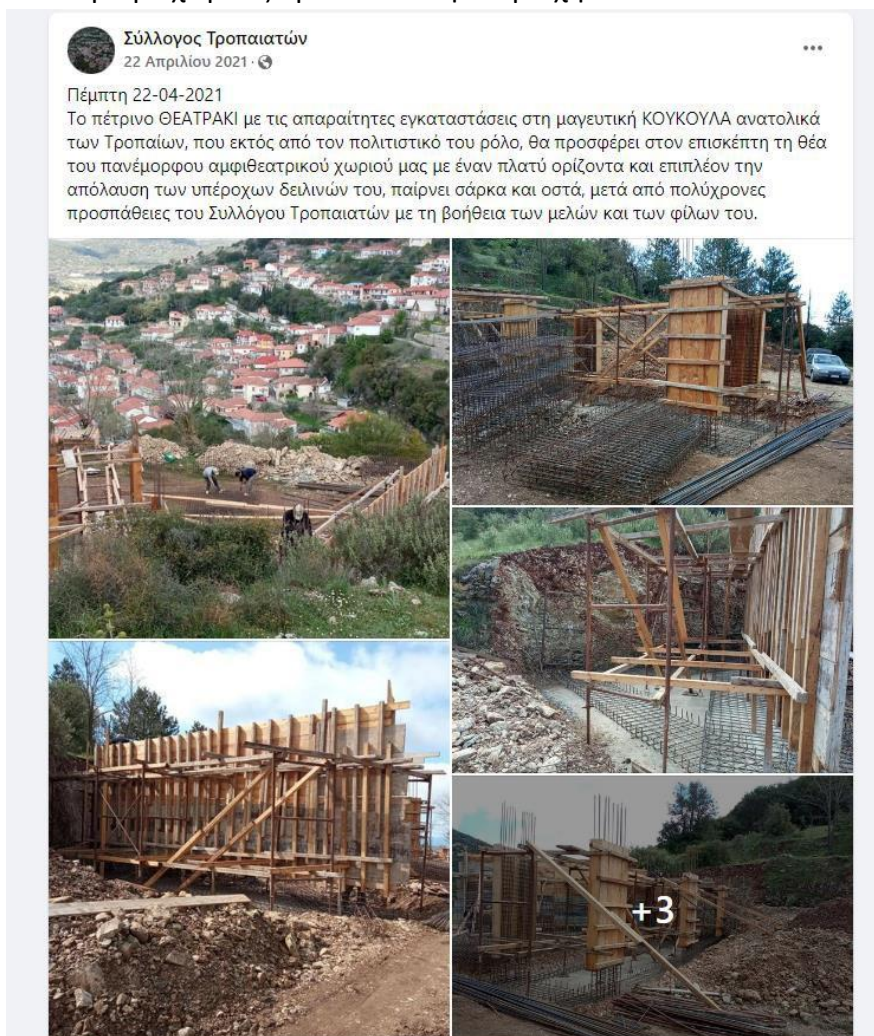 Σύλλογος Τροπαιατών
22 Απριλίου 2021 ·
Πέμπτη 22-04-2021
Το πέτρινο ΘΕΑΤΡΑΚΙ με τις απαραίτητες εγκαταστάσεις στη μαγευτική ΚΟΥΚΟΥΛΑ ανατολικά
των Τροπαίων, που εκτός από τον πολιτιστικό του ρόλο, θα προσφέρει στον επισκέπτη τη θέα
του πανέμορφου αμφιθεατρικού χωριού μας με έναν πλατύ ορίζοντα και επιπλέον την
απόλαυση των υπέροχων δειλινών του, παίρνει σάρκα και οστά, μετά από πολύχρονες
προσπάθειες του Συλλόγου Τροπαιατών με τη βοήθεια των μελών και των φίλων του.
+3